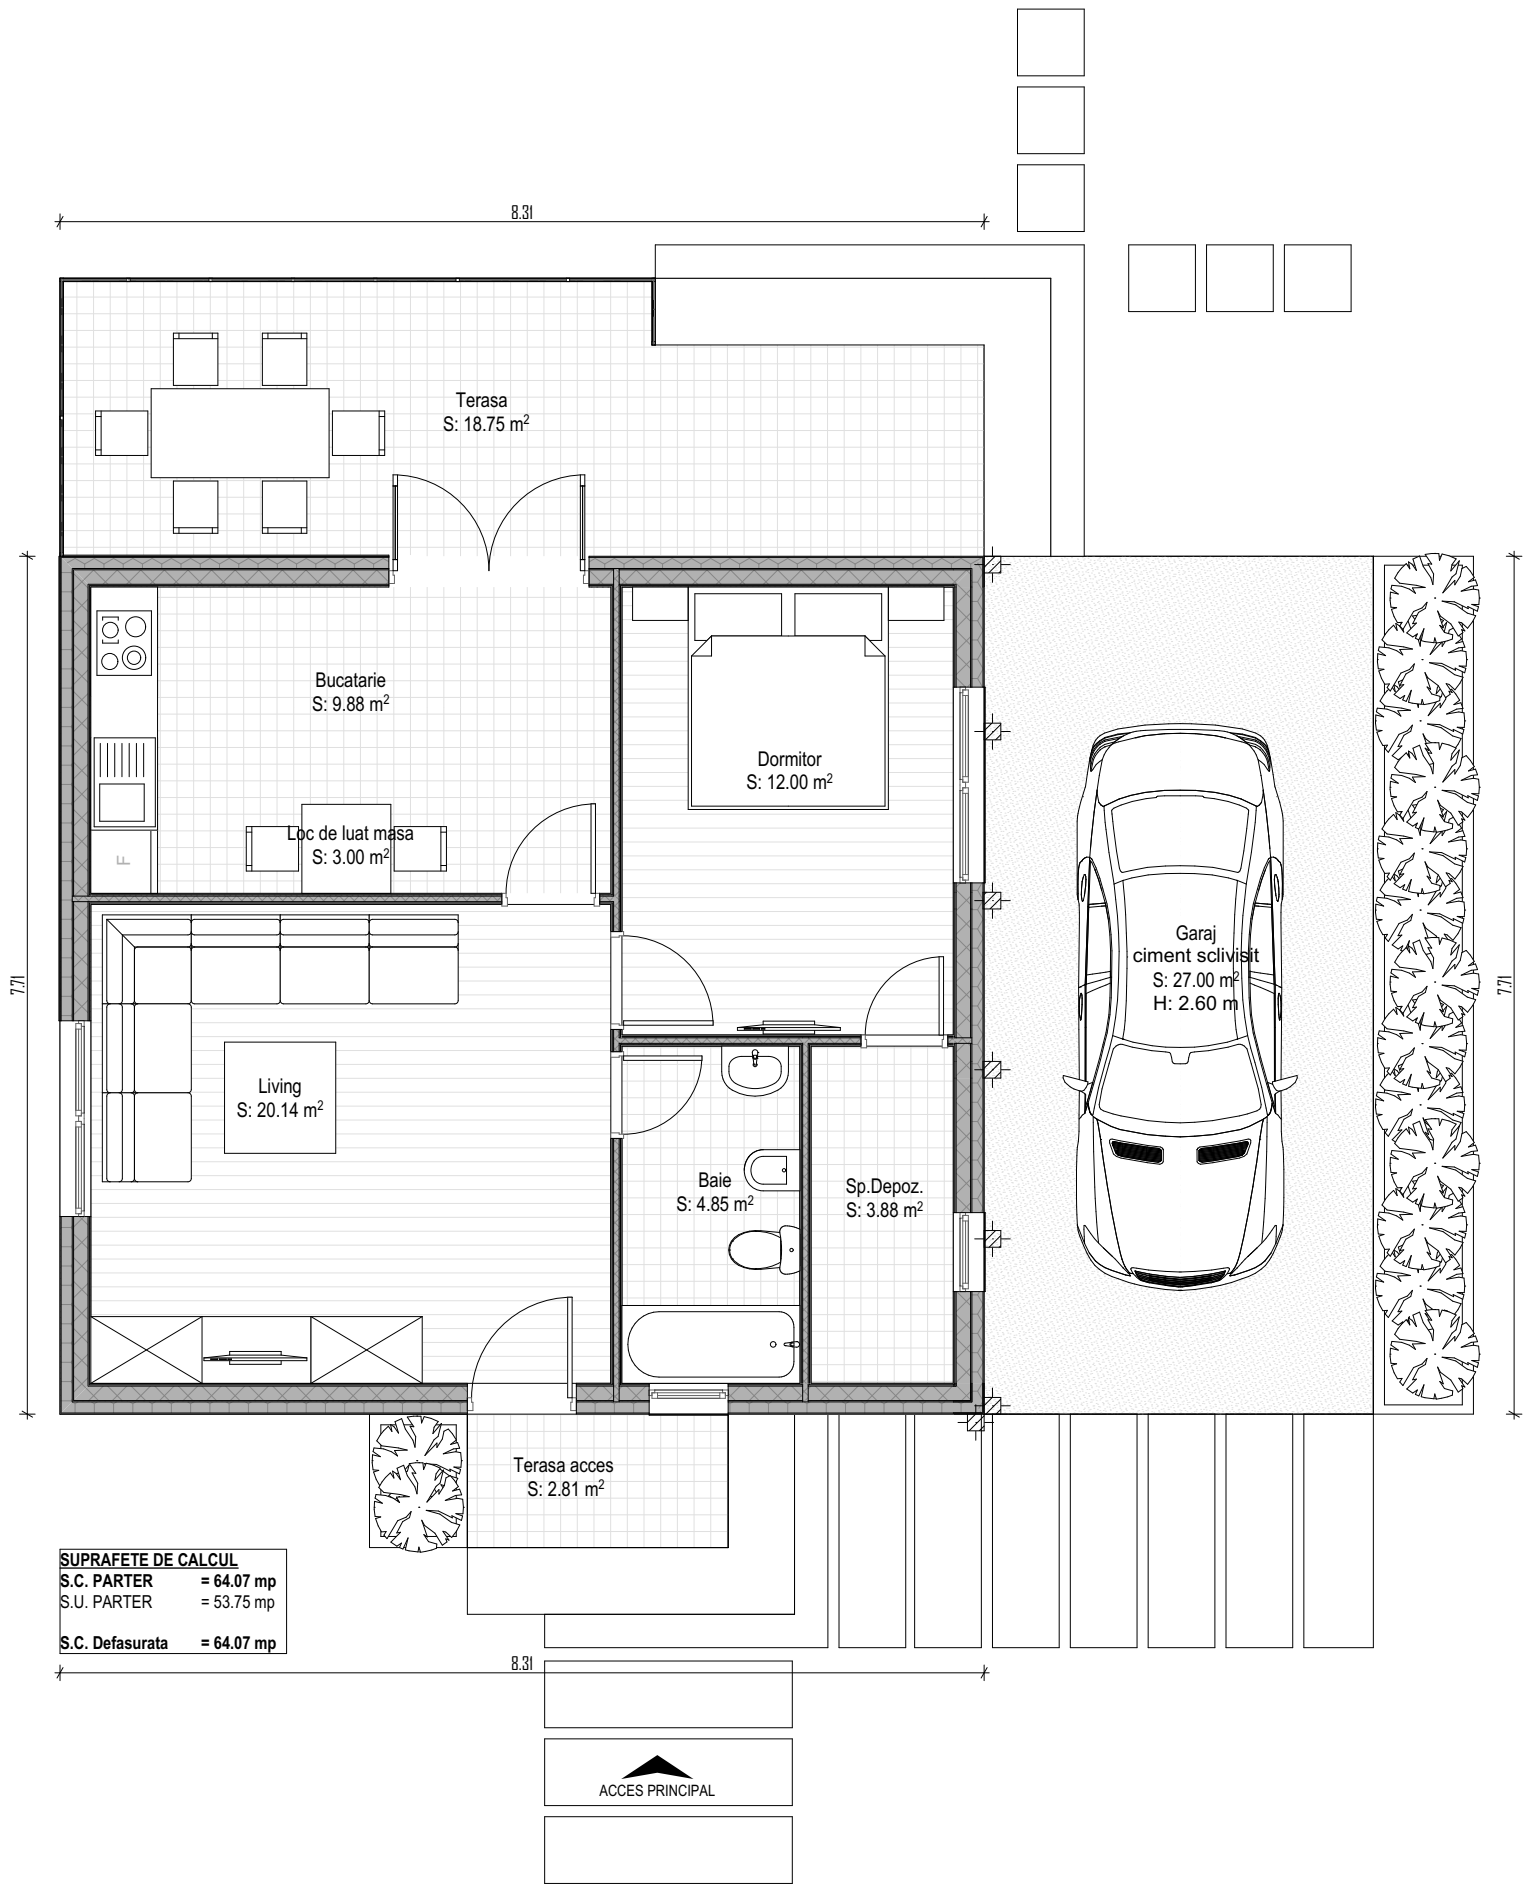 8.31
Terasa
S: 18.75 m²
Bucatarie
S: 9.88 m²
Dormitor
S: 12.00 m²
Loc de luat masa
S: 3.00 m²
F
Garaj
ciment sclivisit
S: 27.00 m²
H: 2.60 m
7.71
7.71
Living
S: 20.14 m²
Baie
S: 4.85 m²
Sp.Depoz.
S: 3.88 m²
Terasa acces
S: 2.81 m²
SUPRAFETE DE CALCUL
S.C. PARTER = 64.07 mp
S.U. PARTER = 53.75 mp
S.C. Defasurata = 64.07 mp
8.31
ACCES PRINCIPAL